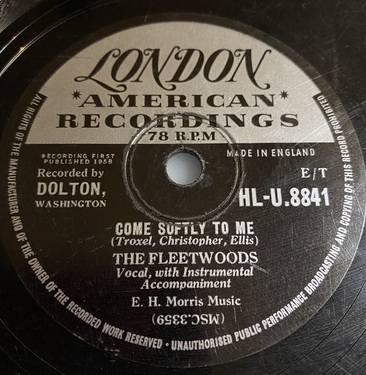 LONDON
*AMERICAN*
RECORDINGS
78 R.P.M
RECORDING FIRST
PUBLISHED 1958
MADE IN ENGLAND
Recorded by
DOLTON,
WASHINGTON
E/T
HL-U.8841
COME SOFTLY TO ME
(Troxel, Christopher, Ellis)
THE FLEETWOODS
Vocal, with Instrumental
Accompaniment
E. H. Morris Music
(MSC.3359)
ALL RIGHTS OF THE MANUFACTURER AND OF THE OWNER OF THE RECORDED WORK RESERVED · UNAUTHORISED PUBLIC PERFORMANCE BROADCASTING AND COPYING OF THIS RECORD PROHIBITED